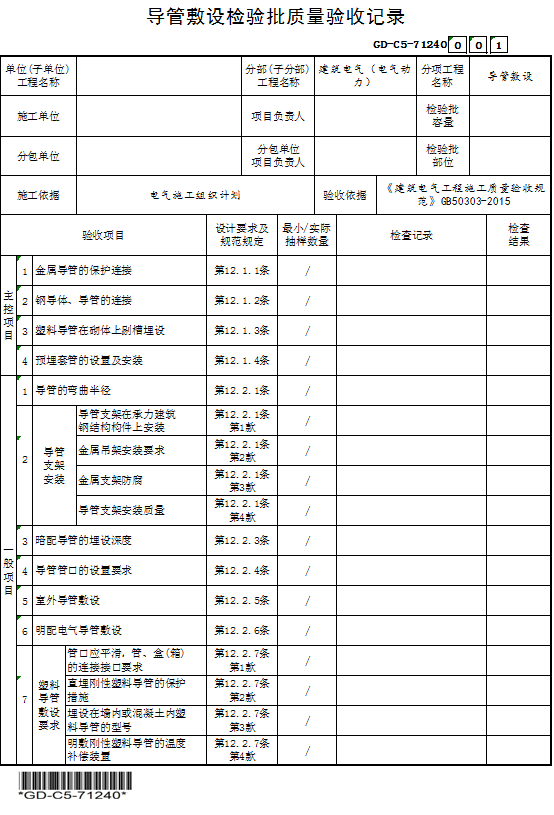 导管敷设检验批质量验收记录
GD-C5-71240 0 0 1
单位(子单位) 分部(子分部) 建筑电气（电气动 分项工程 导管敷设
工程名称 工程名称 力） 名称
施工单位 项目负责人 检验批
容量
分包单位 分包单位 检验批
项目负责人 部位
施工依据 电气施工组织计划 验收依据 《建筑电气工程施工质量验收规
范》GB50303-2015
验收项目 设计要求及 最小/实际 检查记录 检查
规范规定 抽样数量 结果
主控项目
1 金属导管的保护连接 第12.1.1条 /
2 钢导体、导管的连接 第12.1.2条 /
3 塑料导管在砌体上剔槽埋设 第12.1.3条 /
4 预埋套管的设置及安装 第12.1.4条 /
一般项目
1 导管的弯曲半径 第12.2.1条 /
2 导管支架安装
导管支架在承力建筑 第12.2.1条 /
钢结构构件上安装 第1款
金属吊架安装要求 第12.2.1条 /
第2款
金属支架防腐 第12.2.1条 /
第3款
导管支架安装质量 第12.2.1条 /
第4款
3 暗配导管的埋设深度 第12.2.3条 /
4 导管管口的设置要求 第12.2.4条 /
5 室外导管敷设 第12.2.5条 /
6 明配电气导管敷设 第12.2.6条 /
7 塑料导管敷设要求
管口应平滑，管、盒(箱) 第12.2.7条 /
的连接接口要求 第1款
直埋刚性塑料导管的保护 第12.2.7条 /
措施 第2款
埋设在墙内或混凝土内塑 第12.2.7条 /
料导管的型号 第3款
明敷刚性塑料导管的温度 第12.2.7条 /
补偿装置 第4款
*GD-C5-71240*